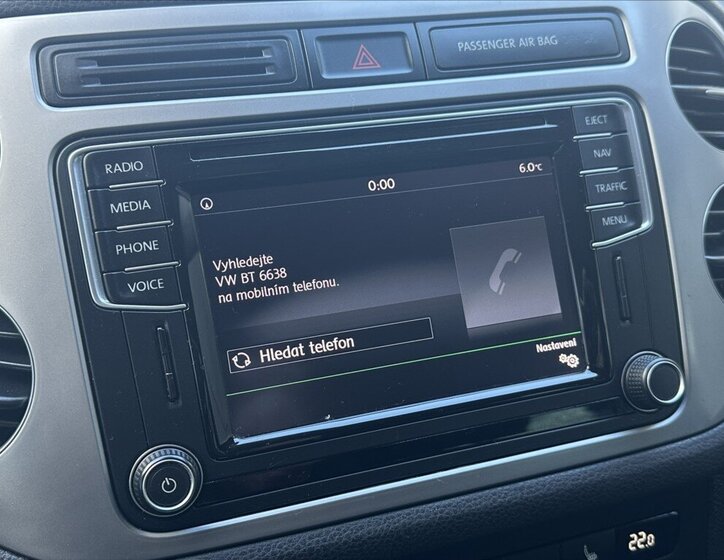 PASSENGER AIR BAG
RADIO
MEDIA
PHONE
VOICE
EJECT
NAV
TRAFFIC
MENU
0:00
6.0°C
Vyhledejte
VW BT 6638
na mobilním telefonu.
Hledat telefon
Nastavení
22.0